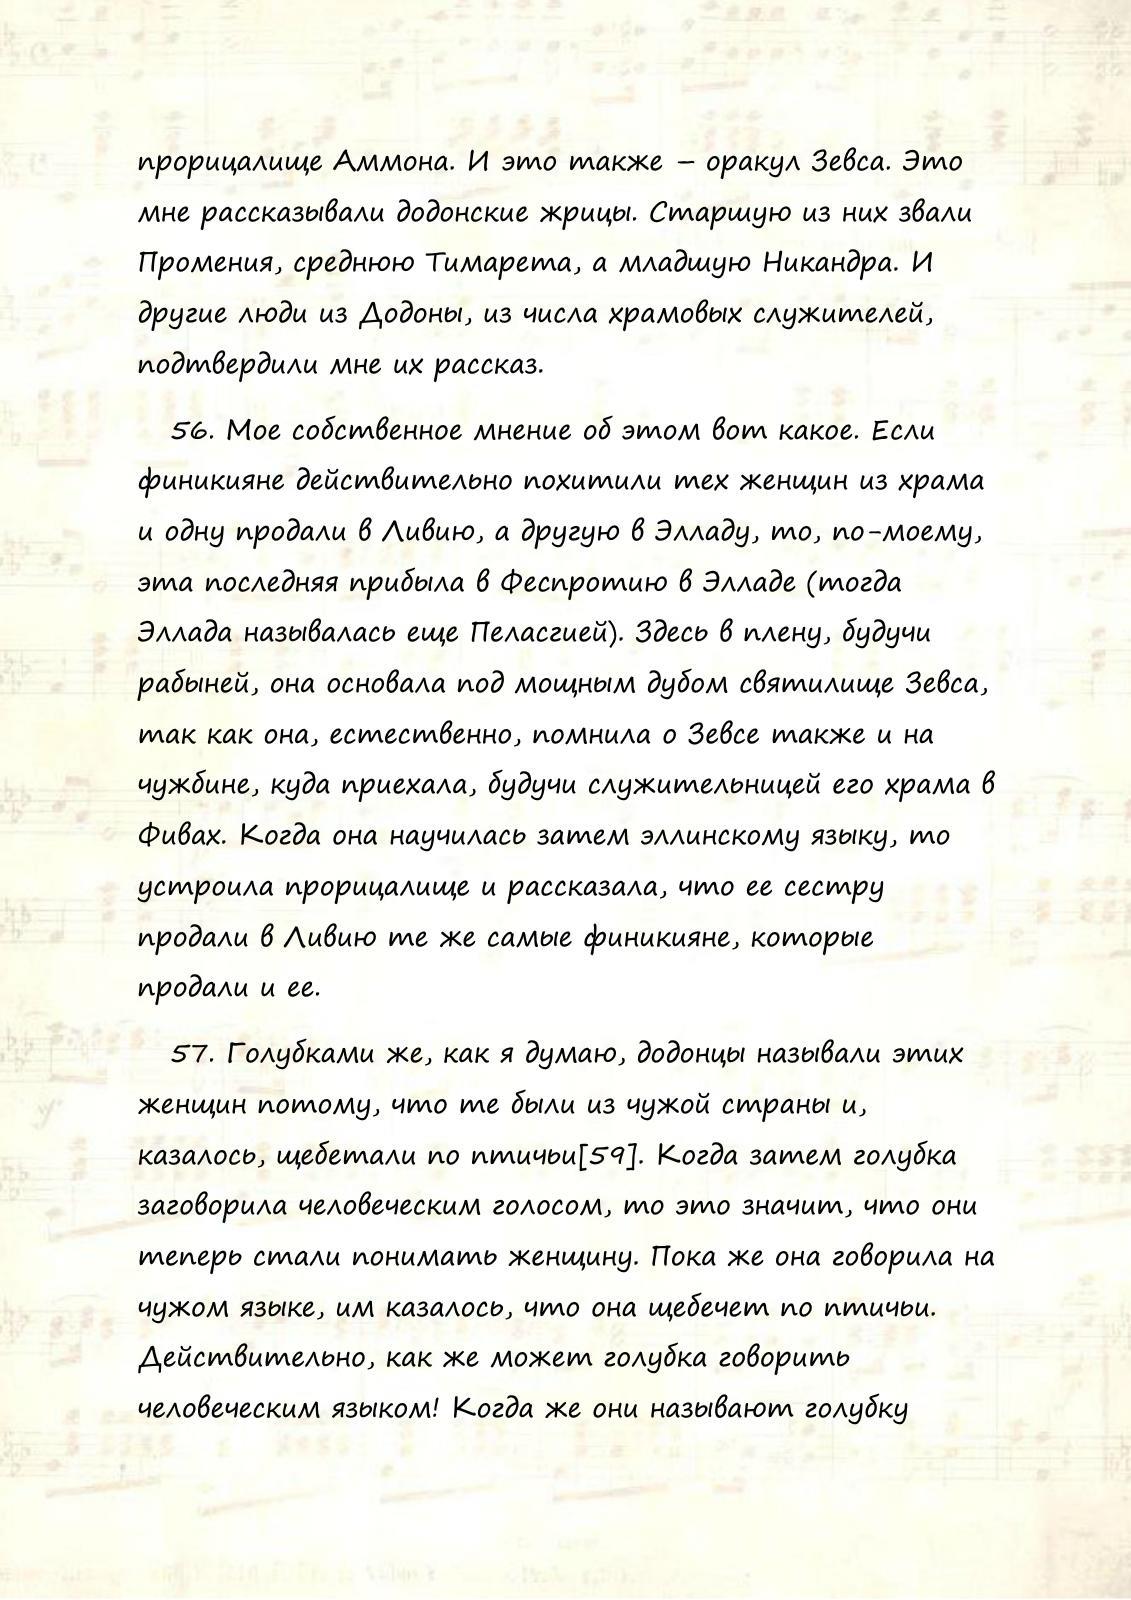 прорицалище Аммона. И это также – оракул Зевса. Это
мне рассказывали додонские жрицы. Старшую из них звали
Промения, среднюю Тимарета, а младшую Никандра. И
другие люди из Додоны, из числа храмовых служителей,
подтвердили мне их рассказ.
56. Мое собственное мнение об этом вот какое. Если
финикияне действительно похитили тех женщин из храма
и одну продали в Ливию, а другую в Элладу, то, по-моему,
эта последняя прибыла в Феспротию в Элладе (тогда
Эллада называлась еще Пеласгией). Здесь в плену, будучи
рабыней, она основала под мощным дубом святилище Зевса,
так как она, естественно, помнила о Зевсе также и на
чужбине, куда приехала, будучи служительницей его храма в
Фивах. Когда она научилась затем эллинскому языку, то
устроила прорицалище и рассказала, что ее сестру
продали в Ливию те же самые финикияне, которые
продали и ее.
57. Голубками же, как я думаю, додонцы называли этих
женщин потому, что те были из чужой страны и,
казалось, щебетали по птичьи[59]. Когда затем голубка
заговорила человеческим голосом, то это значит, что они
теперь стали понимать женщину. Пока же она говорила на
чужом языке, им казалось, что она щебечет по птичьи.
Действительно, как же может голубка говорить
человеческим языком! Когда же они называют голубку